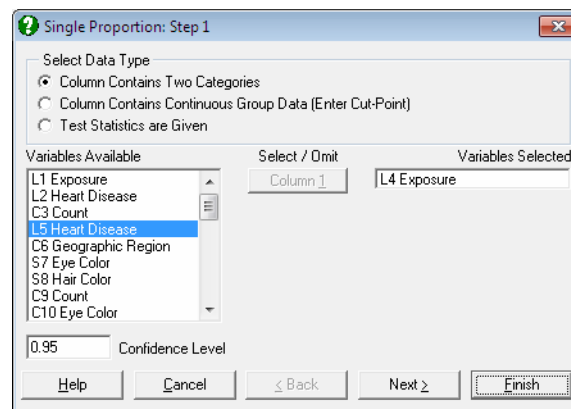 Single Proportion: Step 1
Select Data Type
Column Contains Two Categories
Column Contains Continuous Group Data (Enter Cut-Point)
Test Statistics are Given
Variables Available
Select / Omit
Variables Selected
L1 Exposure
L2 Heart Disease
C3 Count
L5 Heart Disease
C6 Geographic Region
S7 Eye Color
S8 Hair Color
C9 Count
C10 Eye Color
Column 1
L4 Exposure
0.95 Confidence Level
Help Cancel < Back Next > Finish